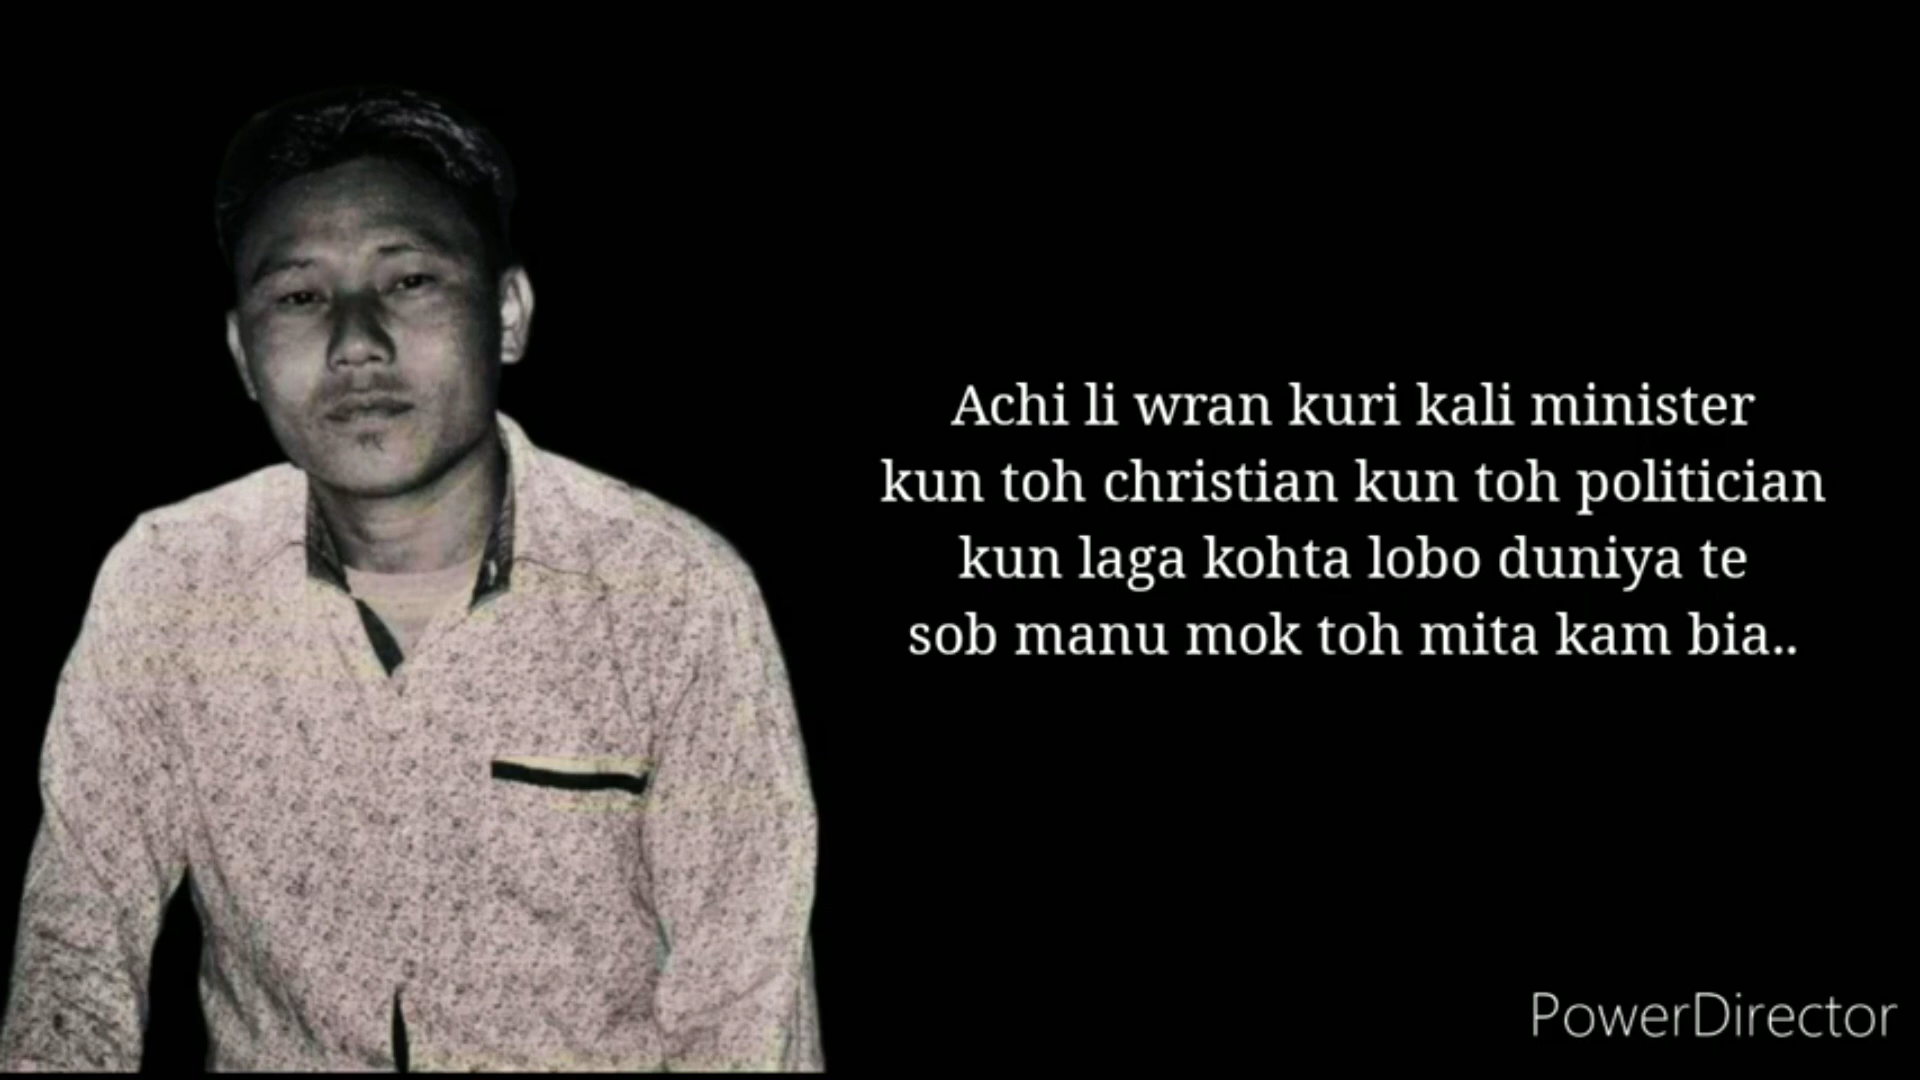 Achi li wran kuri kali minister
kun toh christian kun toh politician
kun laga kohta lobo duniya te
sob manu mok toh mita kam bia..
PowerDirector